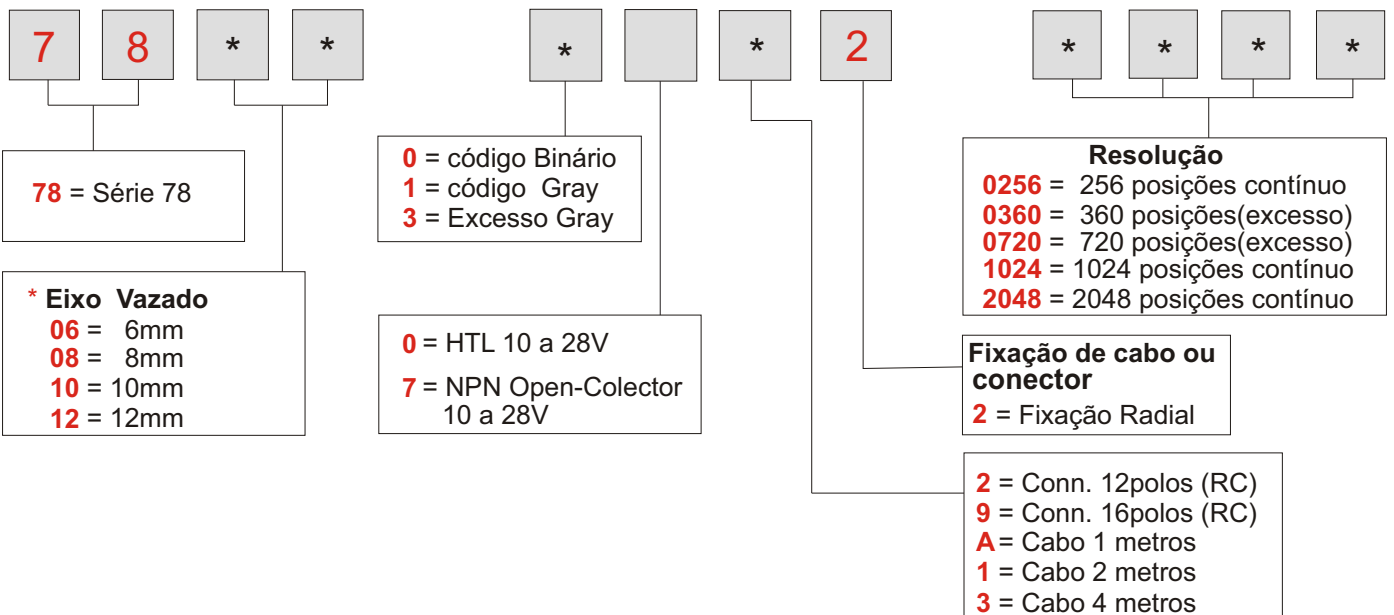 7 8 * * * * 2 * * * *
78 = Série 78
* Eixo Vazado
06 = 6mm
08 = 8mm
10 = 10mm
12 = 12mm
0 = código Binário
1 = código Gray
3 = Excesso Gray
0 = HTL 10 a 28V
7 = NPN Open-Colector
10 a 28V
Resolução
0256 = 256 posições contínuo
0360 = 360 posições(excesso)
0720 = 720 posições(excesso)
1024 = 1024 posições contínuo
2048 = 2048 posições contínuo
Fixação de cabo ou
conector
2 = Fixação Radial
2 = Conn. 12polos (RC)
9 = Conn. 16polos (RC)
A = Cabo 1 metros
1 = Cabo 2 metros
3 = Cabo 4 metros